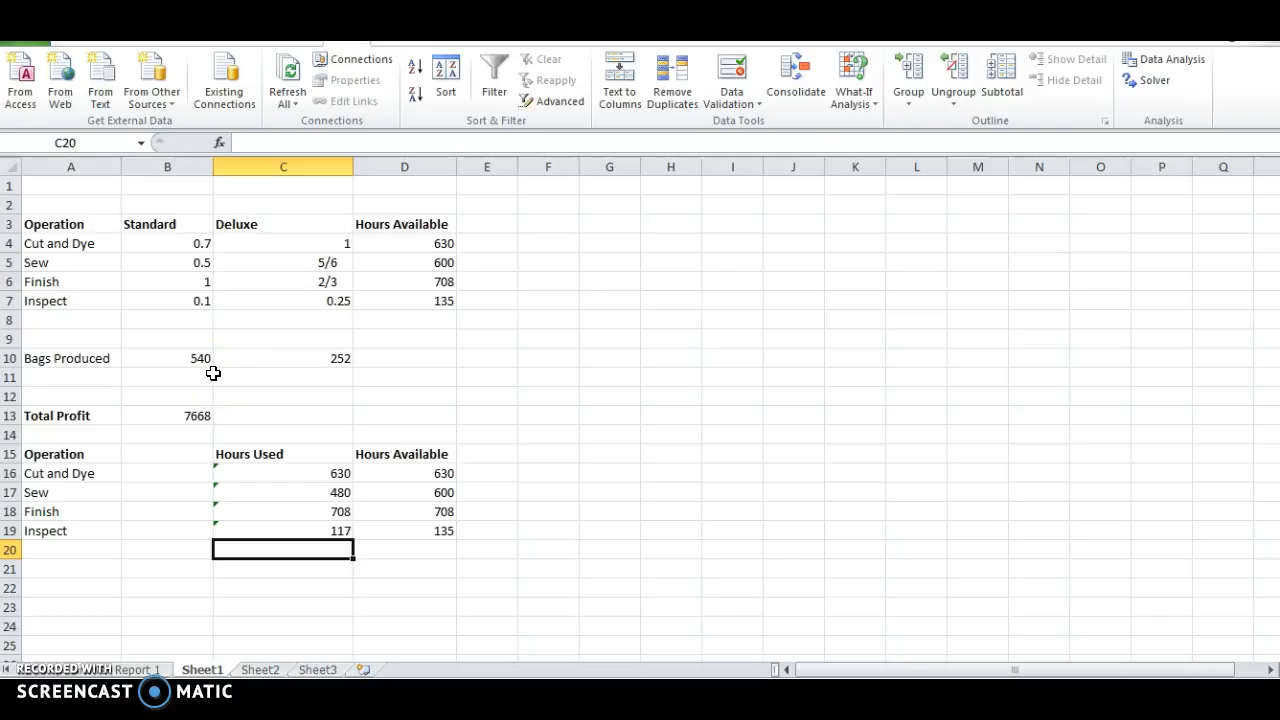 Connections Clear Show Detail Data Analysis
Properties Reapply Hide Detail Solver
Edit Links Advanced
From Access From Web From Text From Other Sources Existing Connections Refresh All Sort Filter Text to Columns Remove Duplicates Data Validation Consolidate What-If Analysis Group Ungroup Subtotal
Get External Data Connections Sort & Filter Data Tools Outline Analysis
C20 fx
A B C D E F G H I J K L M N O P Q
1
2
3 Operation Standard Deluxe Hours Available
4 Cut and Dye 0.7 1 630
5 Sew 0.5 5/6 600
6 Finish 1 2/3 708
7 Inspect 0.1 0.25 135
8
9
10 Bags Produced 540 252
11
12
13 Total Profit 7668
14
15 Operation Hours Used Hours Available
16 Cut and Dye 630 630
17 Sew 480 600
18 Finish 708 708
19 Inspect 117 135
20
21
22
23
24
25
RECORDED WITH Report 1 Sheet1 Sheet2 Sheet3
SCREENCAST MATIC